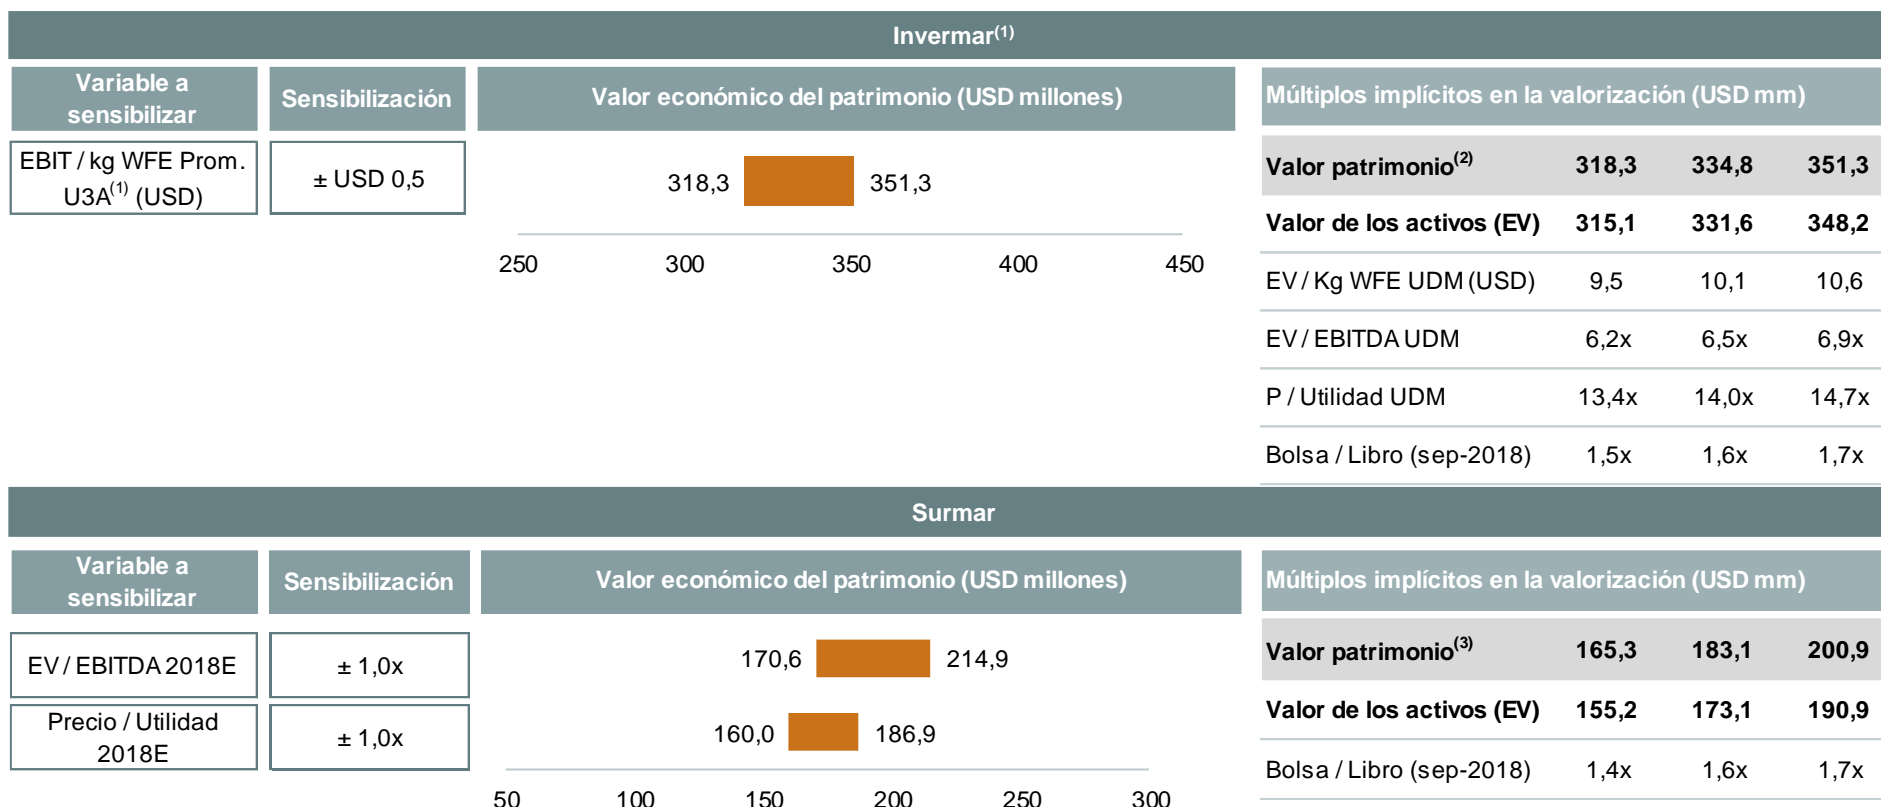 Invermar(1)
Variable a
sensibilizar
Sensibilización
Valor económico del patrimonio (USD millones)
Múltiplos implícitos en la valorización (USD mm)
EBIT / kg WFE Prom.
U3A(1) (USD)
± USD 0,5
318,3 351,3
250 300 350 400 450
Valor patrimonio(2) 318,3 334,8 351,3
Valor de los activos (EV) 315,1 331,6 348,2
EV / Kg WFE UDM (USD) 9,5 10,1 10,6
EV / EBITDA UDM 6,2x 6,5x 6,9x
P / Utilidad UDM 13,4x 14,0x 14,7x
Bolsa / Libro (sep-2018) 1,5x 1,6x 1,7x
Surmar
Variable a
sensibilizar
Sensibilización
Valor económico del patrimonio (USD millones)
Múltiplos implícitos en la valorización (USD mm)
EV / EBITDA 2018E
± 1,0x
170,6 214,9
Precio / Utilidad
2018E
± 1,0x
160,0 186,9
50 100 150 200 250 300
Valor patrimonio(3) 165,3 183,1 200,9
Valor de los activos (EV) 155,2 173,1 190,9
Bolsa / Libro (sep-2018) 1,4x 1,6x 1,7x